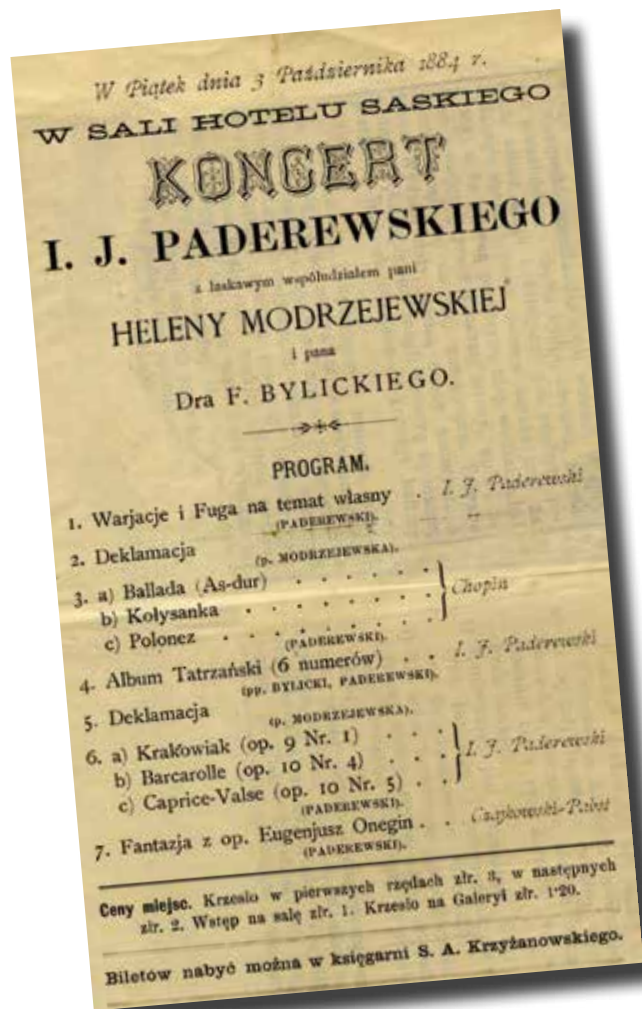 W Piątek dnia 3 Października 1884 r.
W SALI HOTELU SASKIEGO
KONCERT
I. J. PADEREWSKIEGO
z łaskawym współudziałem pani
HELENY MODRZEJEWSKIEJ
i pana
Dra F. BYLICKIEGO.
PROGRAM.
1. Warjacje i Fuga na temat własny . I. J. Paderewski
(PADEREWSKI).
2. Deklamacja
(p. MODRZEJEWSKA).
3. a) Ballada (As-dur) . . . . . .
b) Kołysanka . . . . . . . Chopin
c) Polonez . . . . . . .
(PADEREWSKI).
4. Album Tatrzański (6 numerów) . . I. J. Paderewski
(pp. BYLICKI, PADEREWSKI).
5. Deklamacja
(p. MODRZEJEWSKA).
6. a) Krakowiak (op. 9 Nr. 1) . . .
b) Barcarolle (op. 10 Nr. 4) . . . I. J. Paderewski
c) Caprice-Valse (op. 10 Nr. 5) . .
(PADEREWSKI).
7. Fantazja z op. Eugenjusz Onegin . . Czajkowski-Pabst
(PADEREWSKI).
Ceny miejsc. Krzesło w pierwszych rzędach złr. 3, w następnych
złr. 2. Wstęp na salę złr. 1. Krzesło na Galeryi złr. 1·20.
Biletów nabyć można w księgarni S. A. Krzyżanowskiego.